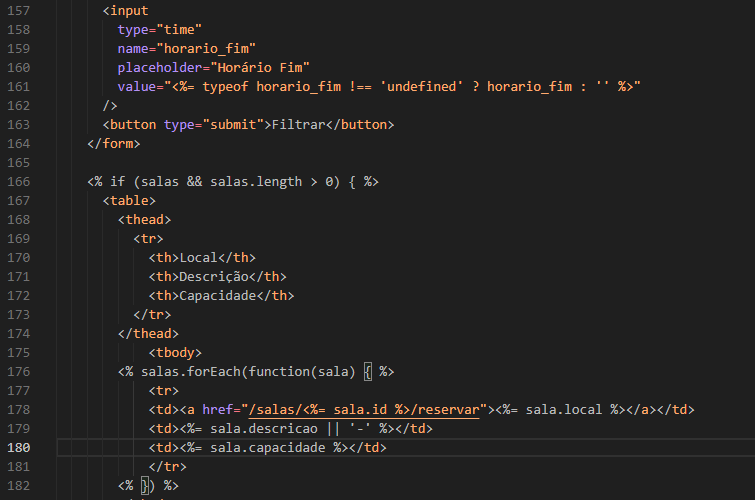 157 <input
158 type="time"
159 name="horario_fim"
160 placeholder="Horário Fim"
161 value="<%= typeof horario_fim !== 'undefined' ? horario_fim : '' %>"
162 />
163 <button type="submit">Filtrar</button>
164 </form>
165
166 <% if (salas && salas.length > 0) { %>
167 <table>
168 <thead>
169 <tr>
170 <th>Local</th>
171 <th>Descrição</th>
172 <th>Capacidade</th>
173 </tr>
174 </thead>
175 <tbody>
176 <% salas.forEach(function(sala) { %>
177 <tr>
178 <td><a href="/salas/<%= sala.id %>/reservar"><%= sala.local %></a></td>
179 <td><%= sala.descricao || '-' %></td>
180 <td><%= sala.capacidade %></td>
181 </tr>
182 <% }) %>